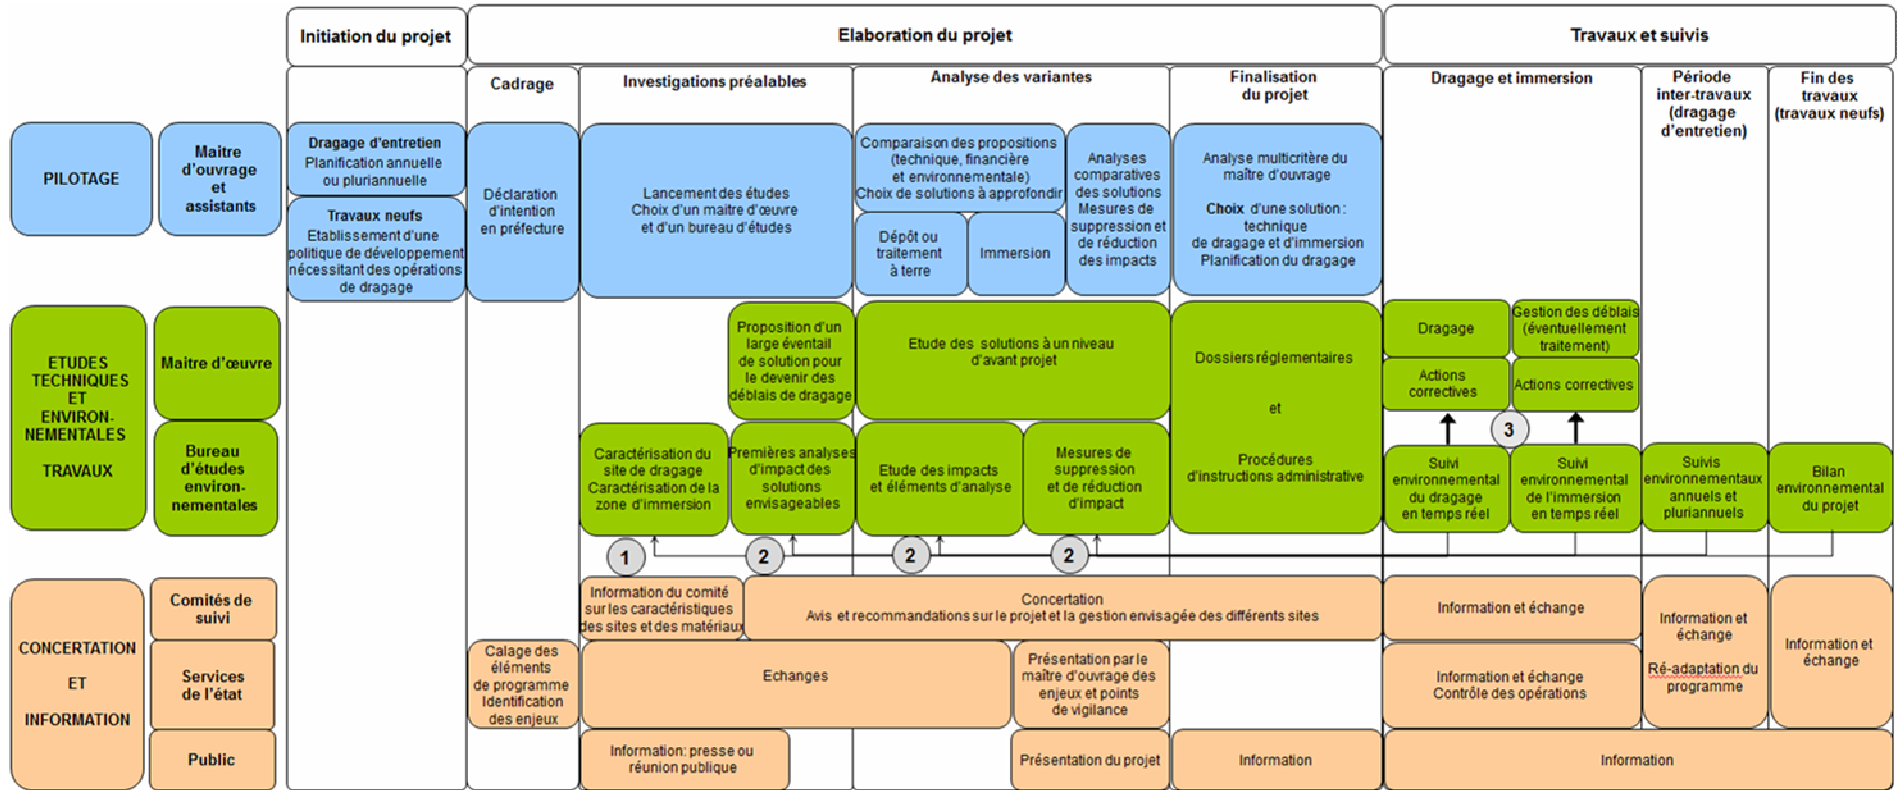 Initiation du projet
Elaboration du projet
Travaux et suivis
Cadrage
Investigations préalables
Analyse des variantes
Finalisation
du projet
Dragage et immersion
Période
inter-travaux
(dragage
d'entretien)
Fin des
travaux
(travaux neufs)
PILOTAGE
Maitre
d'ouvrage
et
assistants
Dragage d'entretien
Planification annuelle
ou pluriannuelle
Travaux neufs
Etablissement d'une
politique de développement
nécessitant des opérations
de dragage
Déclaration
d'intention
en préfecture
Lancement des études
Choix d'un maitre d'œuvre
et d'un bureau d'études
Comparaison des propositions
(technique, financière
et environnementale)
Choix de solutions à approfondir
Dépôt ou
traitement
à terre
Immersion
Analyses
comparatives
des solutions
Mesures de
suppression et
de réduction
des impacts
Analyse multicritère du
maître d'ouvrage
Choix d'une solution :
technique
de dragage et d'immersion
Planification du dragage
ETUDES
TECHNIQUES
ET
ENVIRON-
NEMENTALES
TRAVAUX
Maitre d'œuvre
Bureau
d'études
environ-
nementales
Proposition d'un
large éventail
de solution pour
le devenir des
déblais de dragage
Etude des solutions à un niveau
d'avant projet
Dossiers réglementaires
et
Procédures
d'instructions administrative
Dragage
Gestion des déblais
(éventuellement
traitement)
Actions
correctives
Actions correctives
3
Caractérisation du
site de dragage
Caractérisation de la
zone d'immersion
Premières analyses
d'impact des
solutions
envisageables
Etude des impacts
et éléments d'analyse
Mesures de
suppression
et de réduction
d'impact
Suivi
environnemental
du dragage
en temps réel
Suivi
environnemental
de l'immersion
en temps réel
Suivis
environnementaux
annuels et
pluriannuels
Bilan
environnemental
du projet
1
2
2
2
CONCERTATION
ET
INFORMATION
Comités de
suivi
Services
de l'état
Public
Information du comité
sur les caractéristiques
des sites et des matériaux
Concertation
Avis et recommandations sur le projet et la gestion envisagée des différents sites
Information et échange
Information et
échange
Ré-adaptation du
programme
Information et
échange
Calage des
éléments
de programme
Identification
des enjeux
Echanges
Présentation par le
maître d'ouvrage des
enjeux et points
de vigilance
Information et échange
Contrôle des opérations
Information: presse ou
réunion publique
Présentation du projet
Information
Information